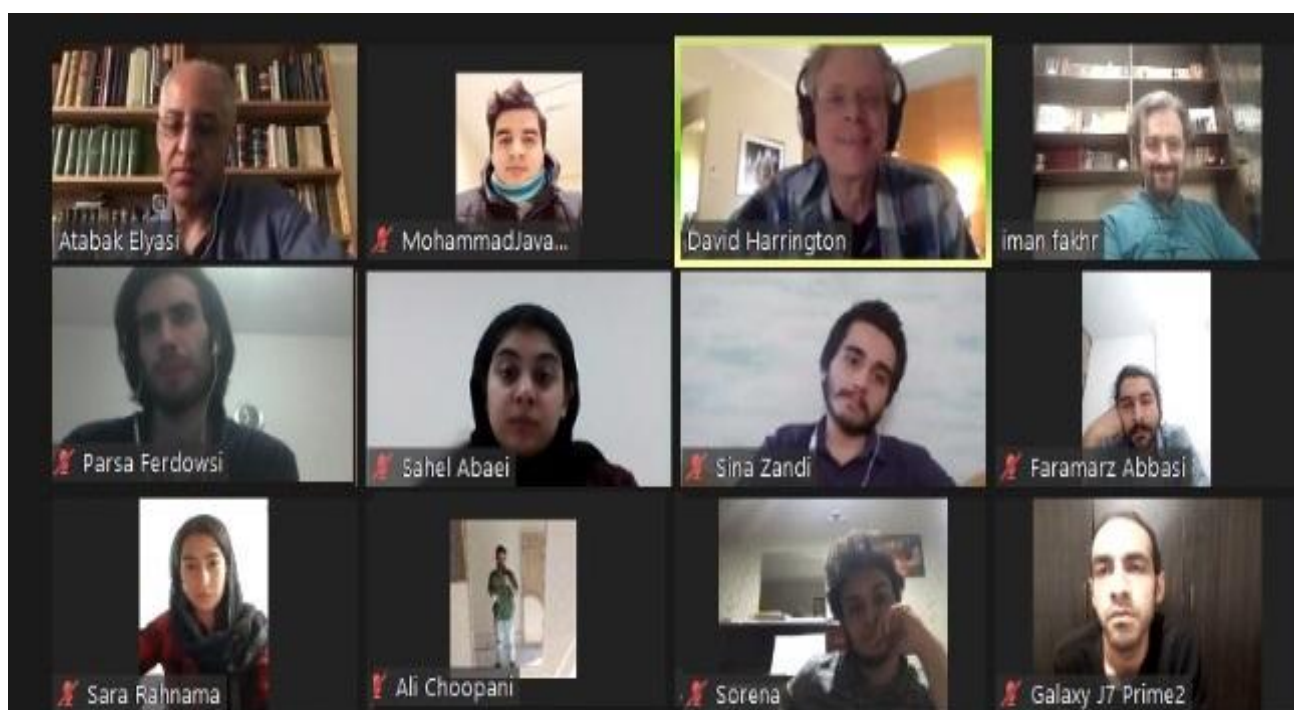 Atabak Elyasi
MohammadJava...
David Harrington
iman fakhr
Parsa Ferdowsi
Sahel Abaei
Sina Zandi
Faramarz Abbasi
Sara Rahnama
Ali Choopani
Sorena
Galaxy J7 Prime2